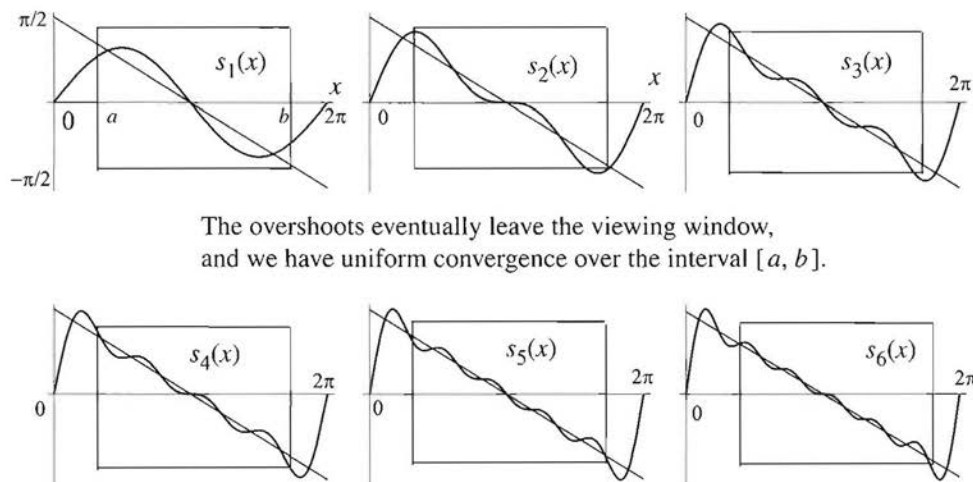 π/2
s₁(x)
x
0
a
b
2π
−π/2
s₂(x)
x
0
2π
s₃(x)
2π
0
The overshoots eventually leave the viewing window,
and we have uniform convergence over the interval [a, b].
s₄(x)
2π
0
s₅(x)
2π
0
s₆(x)
2π
0